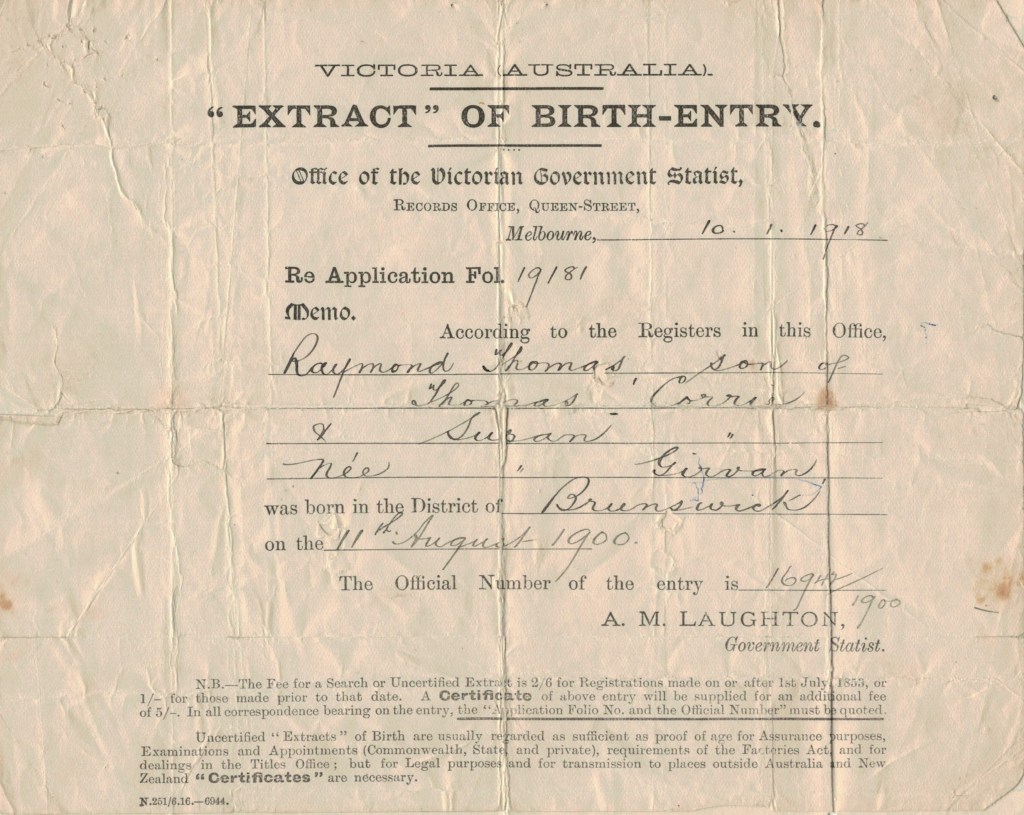 VICTORIA (AUSTRALIA).
"EXTRACT" OF BIRTH-ENTRY.
Office of the Victorian Government Statist,
RECORDS OFFICE, QUEEN-STREET,
Melbourne, 10. 1. 1918
Re Application Fol. 19181
Memo.
According to the Registers in this Office,
Raymond Thomas, son of
Thomas Corrie
& Susan "
Née " Girvan,
was born in the District of Brunswick
on the 11th August 1900.
The Official Number of the entry is 16942/
1900
A. M. LAUGHTON,
Government Statist.
N.B.—The Fee for a Search or Uncertified Extract is 2/6 for Registrations made on or after 1st July, 1853, or
1/- for those made prior to that date. A Certificate of above entry will be supplied for an additional fee
of 5/-. In all correspondence bearing on the entry, the "Application Folio No. and the Official Number" must be quoted.
Uncertified "Extracts" of Birth are usually regarded as sufficient as proof of age for Assurance purposes,
Examinations and Appointments (Commonwealth, State, and private), requirements of the Factories Act, and for
dealings in the Titles Office; but for Legal purposes and for transmission to places outside Australia and New
Zealand "Certificates" are necessary.
N.251/6.16.—6944.